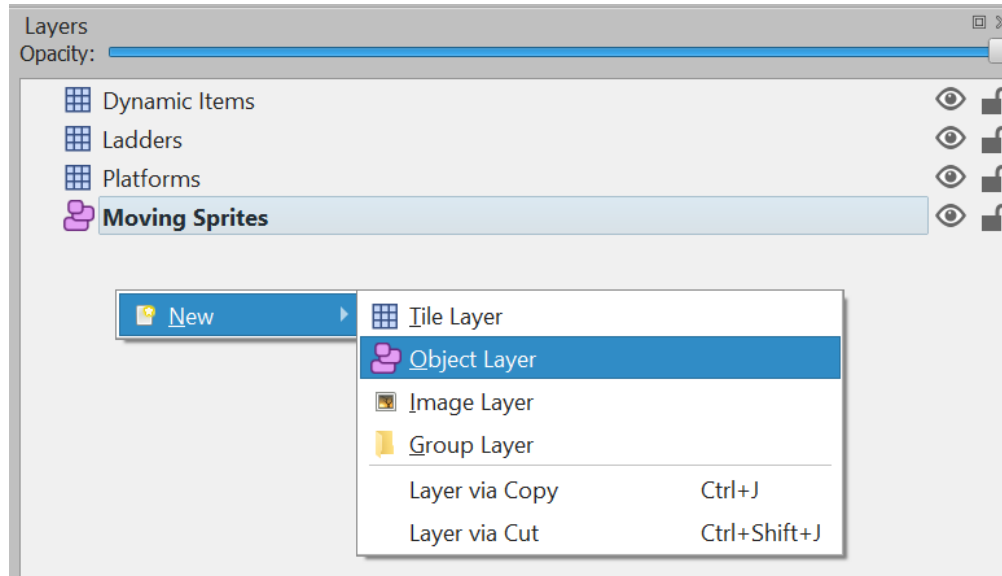 Layers
Opacity:
Dynamic Items
Ladders
Platforms
Moving Sprites
New
Tile Layer
Object Layer
Image Layer
Group Layer
Layer via Copy Ctrl+J
Layer via Cut Ctrl+Shift+J